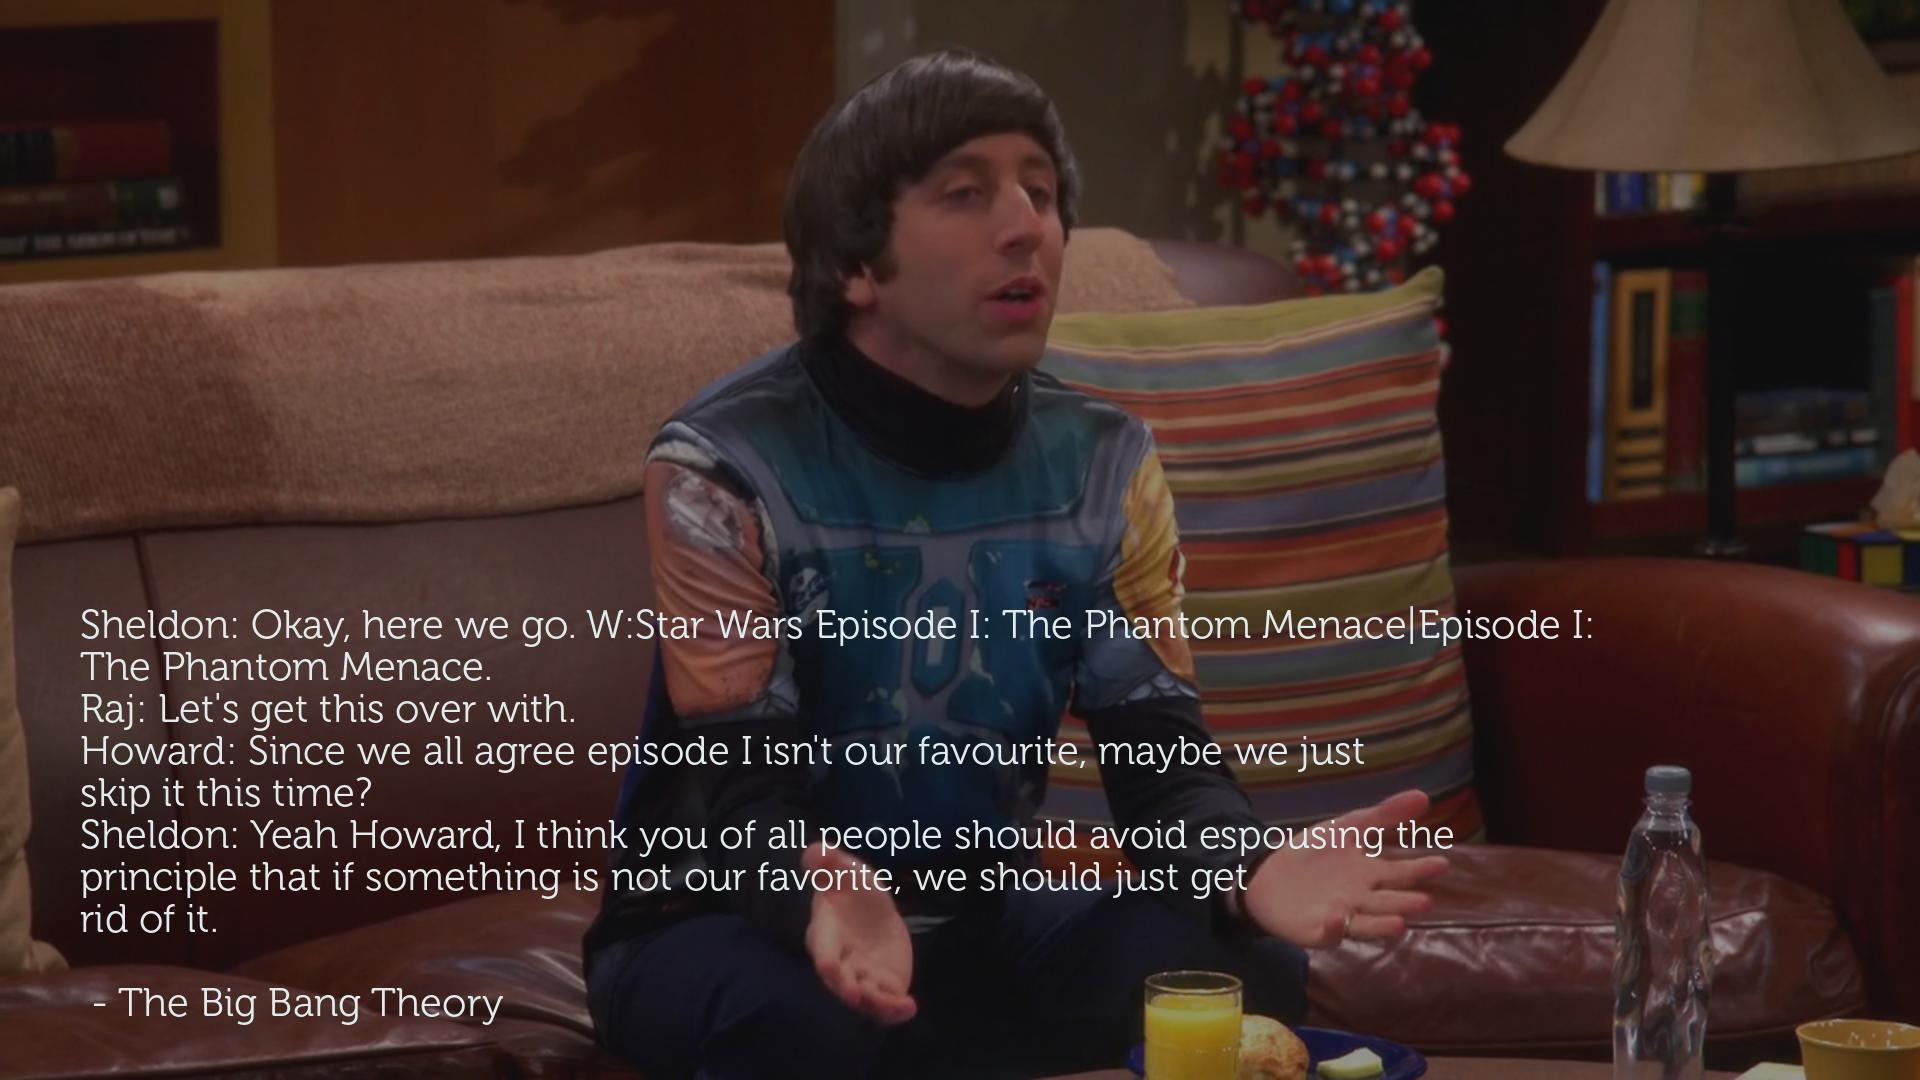 Sheldon: Okay, here we go. W:Star Wars Episode I: The Phantom Menace|Episode I:
The Phantom Menace.
Raj: Let's get this over with.
Howard: Since we all agree episode I isn't our favourite, maybe we just
skip it this time?
Sheldon: Yeah Howard, I think you of all people should avoid espousing the
principle that if something is not our favorite, we should just get
rid of it.
- The Big Bang Theory